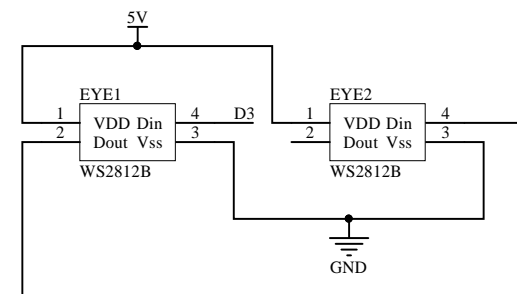 5V
EYE1
1 VDD Din 4 D3
2 Dout Vss 3
WS2812B
EYE2
1 VDD Din 4
2 Dout Vss 3
WS2812B
GND